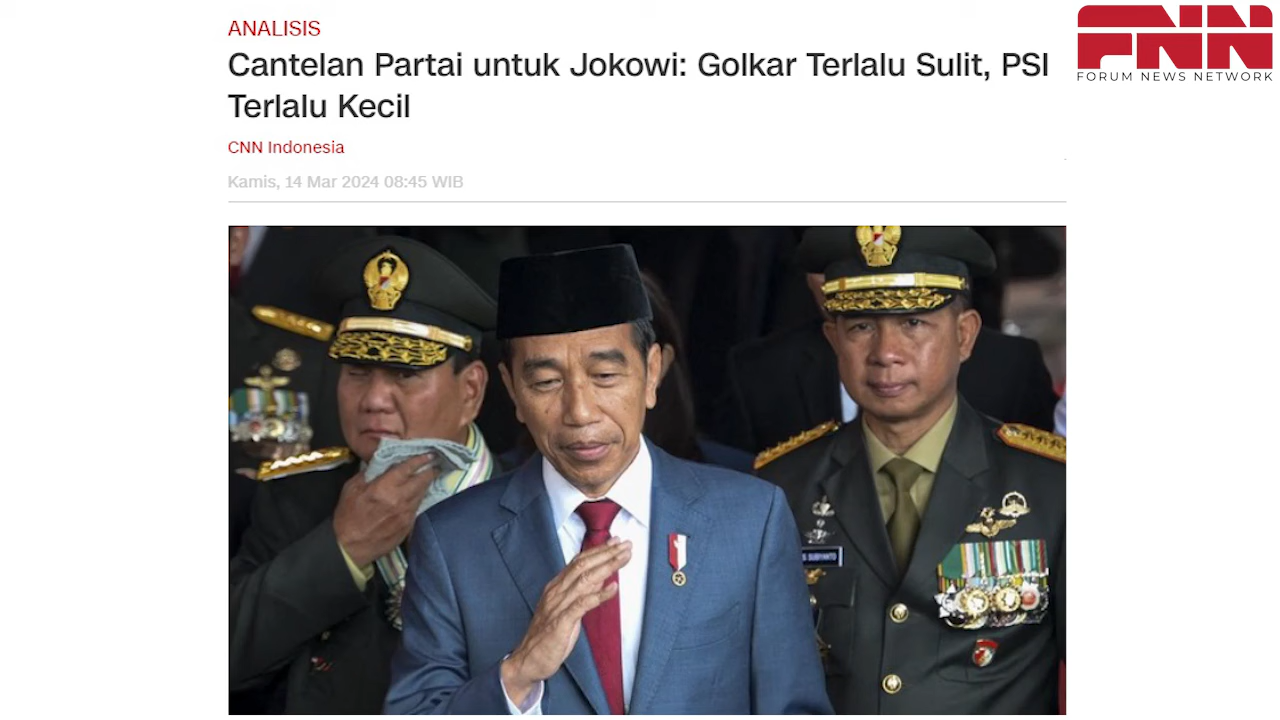 ANALISIS
Cantelan Partai untuk Jokowi: Golkar Terlalu Sulit, PSI
Terlalu Kecil
CNN Indonesia
Kamis, 14 Mar 2024 08:45 WIB
FNN
FORUM NEWS NETWORK
SUBIYANTO